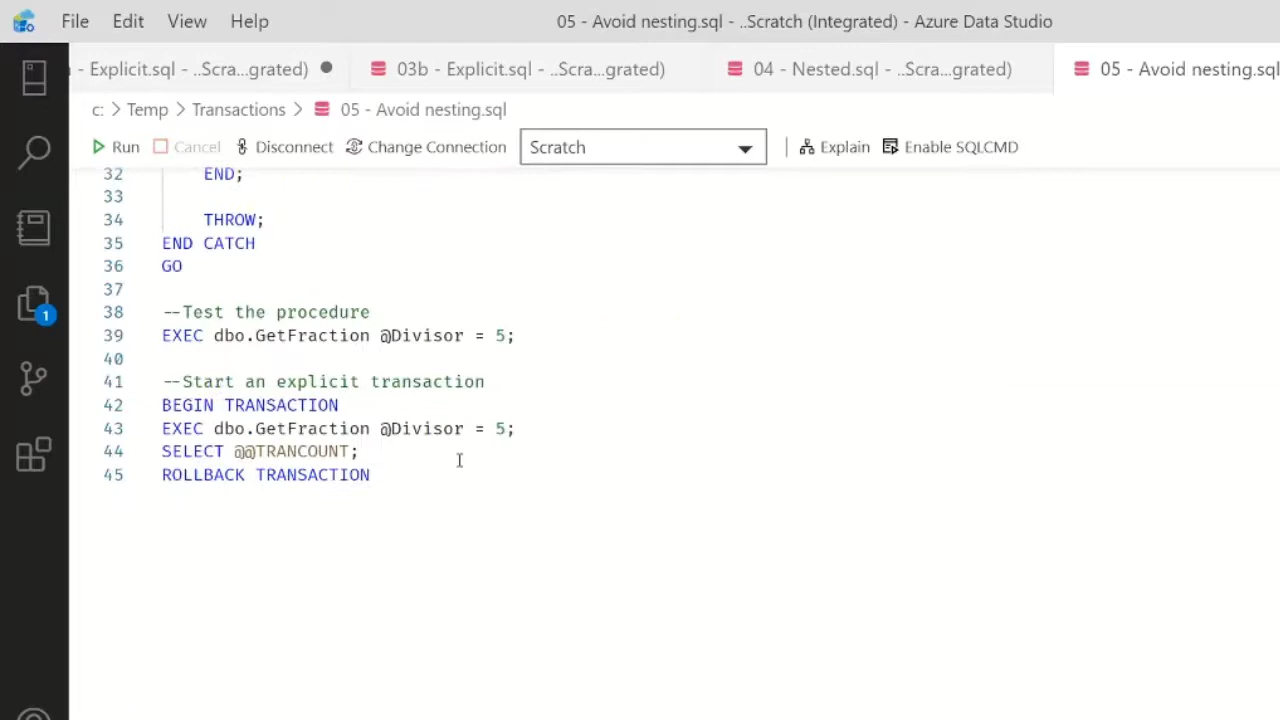 File Edit View Help 05 - Avoid nesting.sql - ..Scratch (Integrated) - Azure Data Studio
- Explicit.sql - ..Scra...grated) 03b - Explicit.sql - ..Scra...grated) 04 - Nested.sql - ..Scra...grated) 05 - Avoid nesting.sql
c: > Temp > Transactions > 05 - Avoid nesting.sql
Run Cancel Disconnect Change Connection Scratch Explain Enable SQLCMD
32 END;
33
34 THROW;
35 END CATCH
36 GO
37
38 --Test the procedure
39 EXEC dbo.GetFraction @Divisor = 5;
40
41 --Start an explicit transaction
42 BEGIN TRANSACTION
43 EXEC dbo.GetFraction @Divisor = 5;
44 SELECT @@TRANCOUNT;
45 ROLLBACK TRANSACTION
1